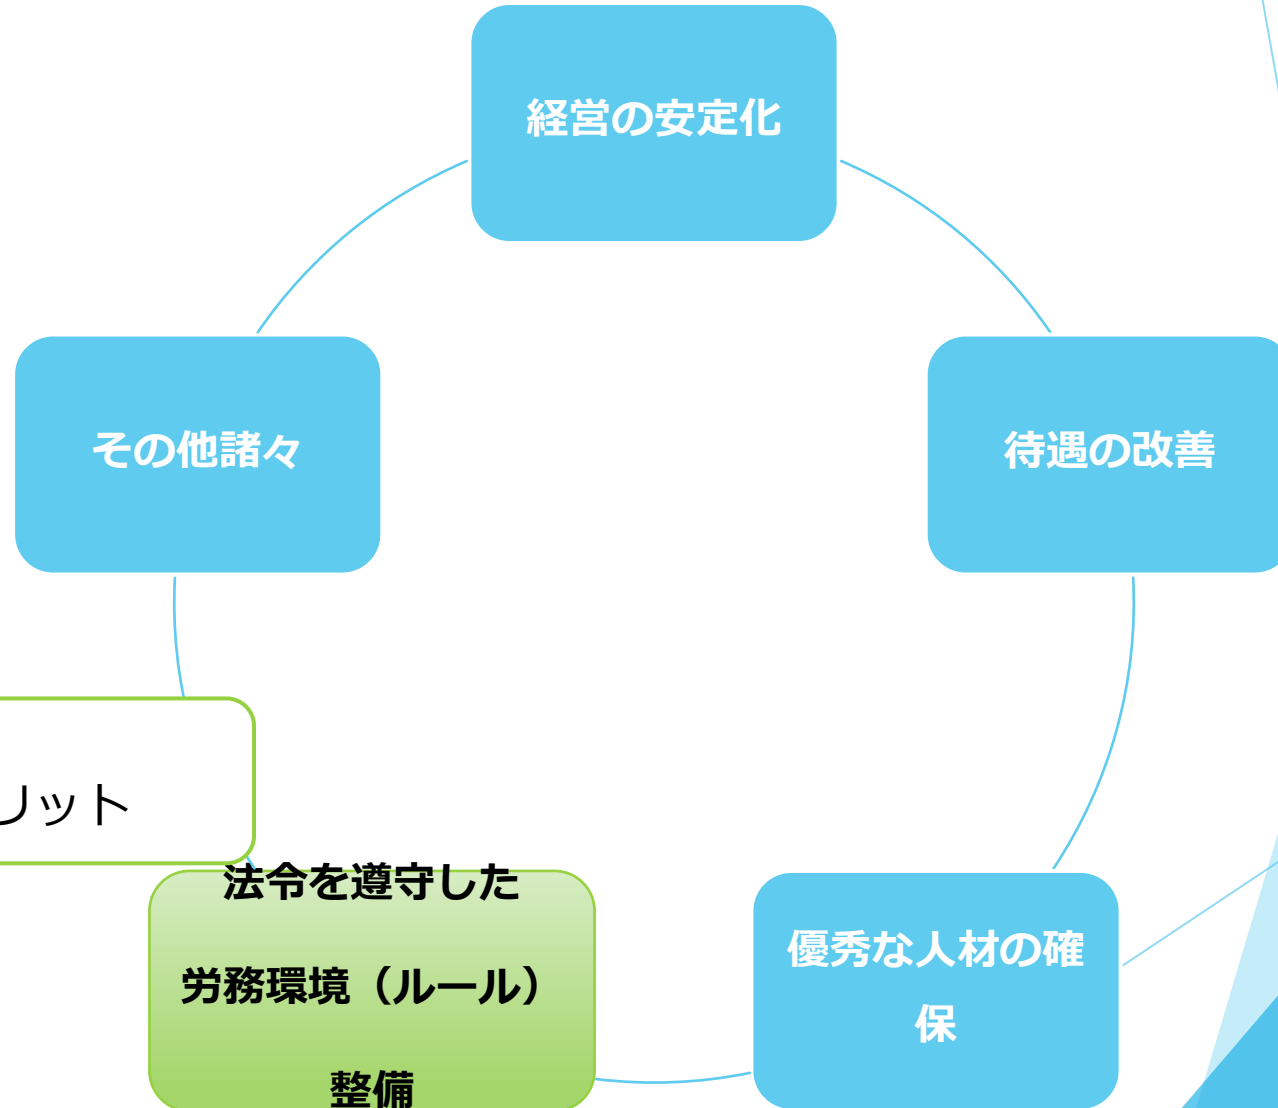 経営の安定化
その他諸々
待遇の改善
リット
法令を遵守した
労務環境（ルール）
整備
優秀な人材の確
保